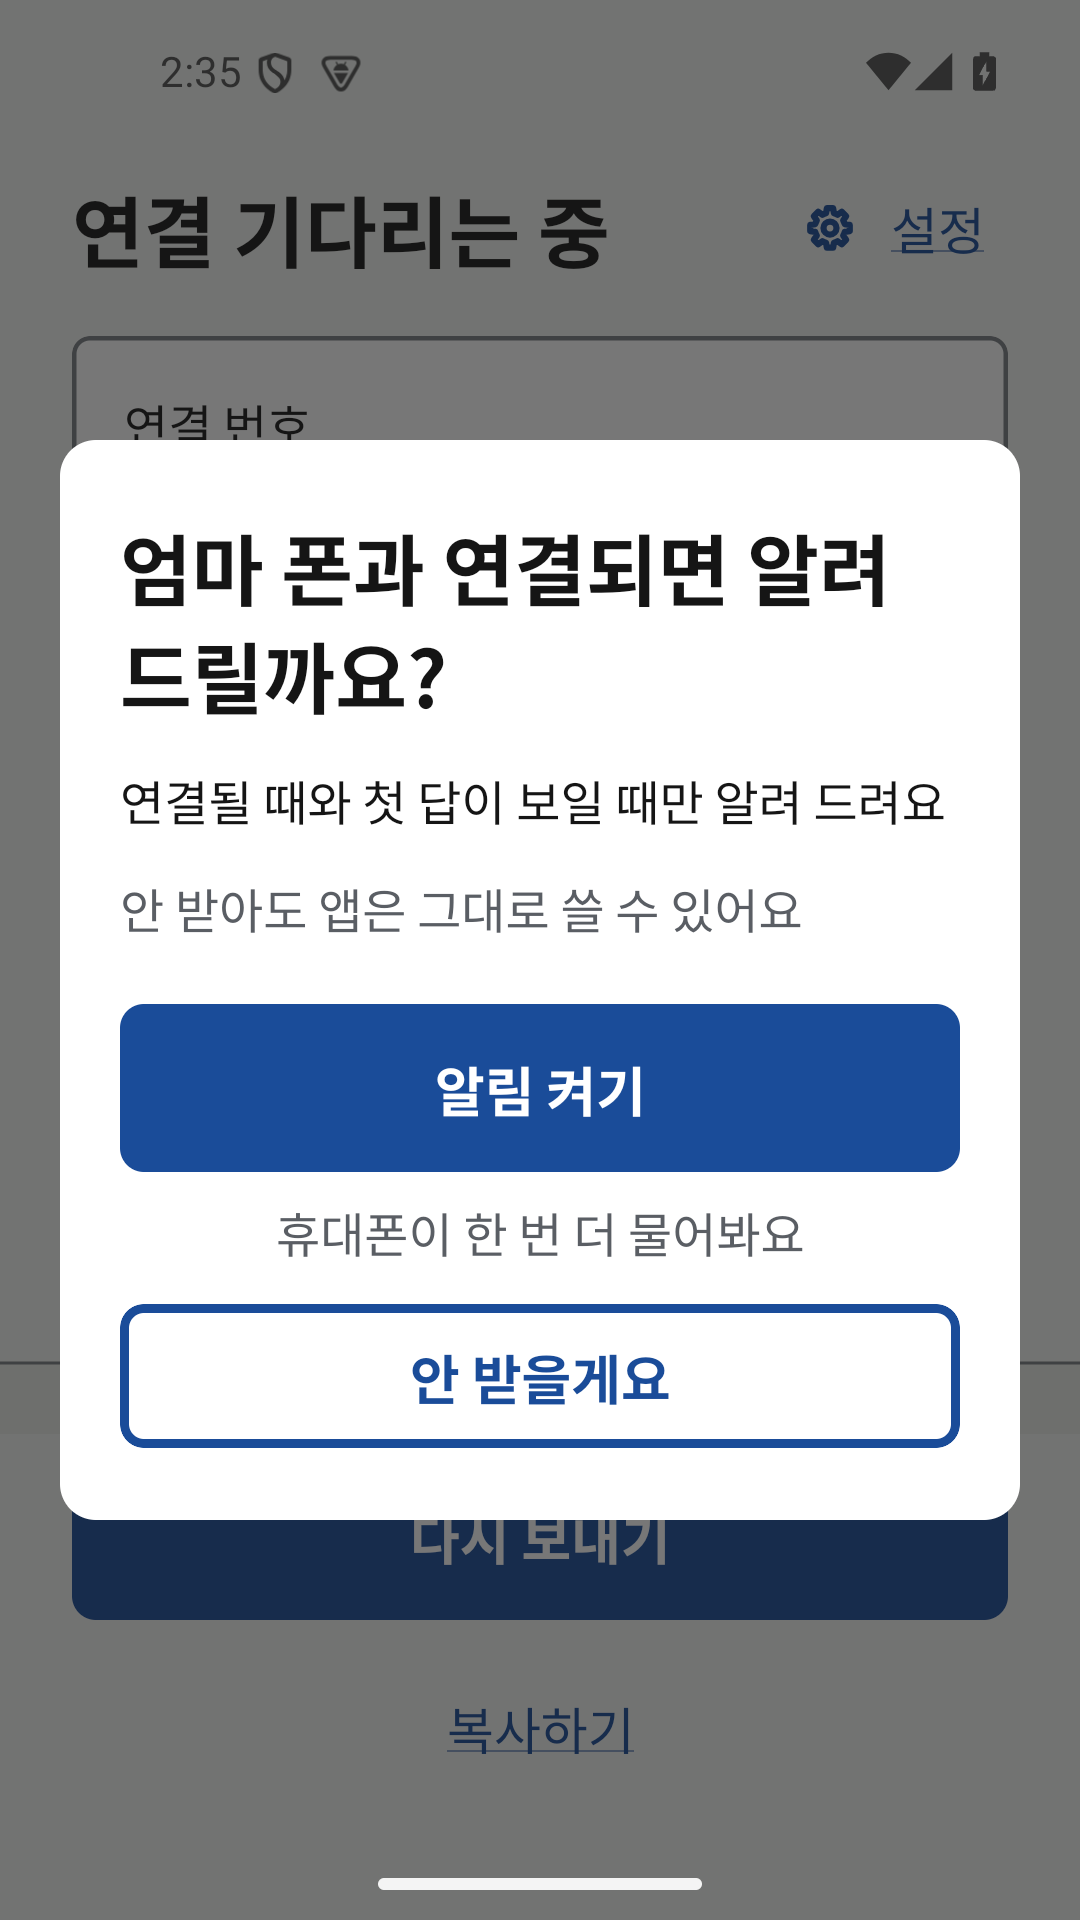 2:35
연결 기다리는 중
설정
연결 번호
엄마 폰과 연결되면 알려
드릴까요?
연결될 때와 첫 답이 보일 때만 알려 드려요
안 받아도 앱은 그대로 쓸 수 있어요
알림 켜기
휴대폰이 한 번 더 물어봐요
안 받을게요
다시 보내기
복사하기